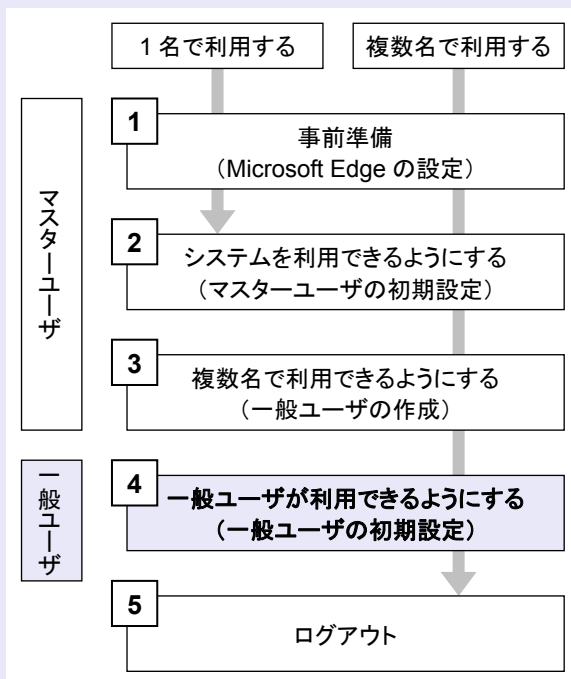 1 名で利用する
複数名で利用する
マスターユーザ
1
事前準備
（Microsoft Edge の設定）
2
システムを利用できるようにする
（マスターユーザの初期設定）
3
複数名で利用できるようにする
（一般ユーザの作成）
一般ユーザ
4
一般ユーザが利用できるようにする
（一般ユーザの初期設定）
5
ログアウト